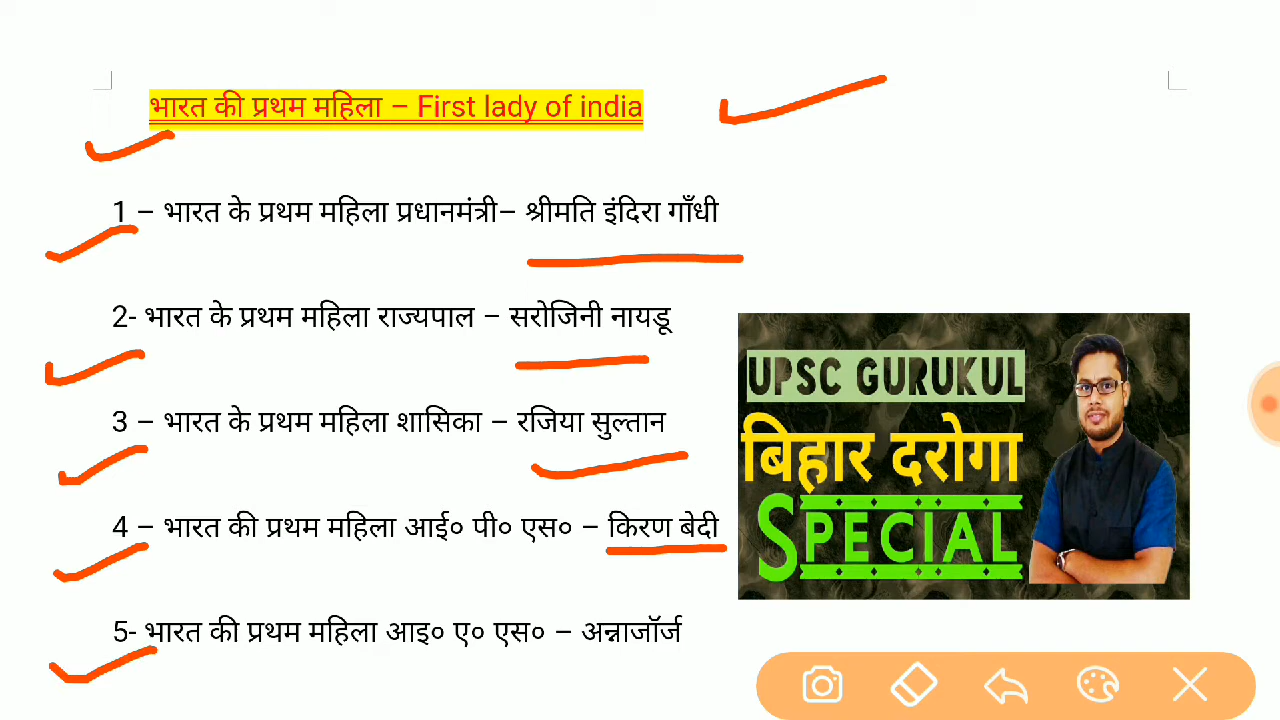 भारत की प्रथम महिला – First lady of india
1 – भारत के प्रथम महिला प्रधानमंत्री– श्रीमति इंदिरा गाँधी
2- भारत के प्रथम महिला राज्यपाल – सरोजिनी नायडू
3 – भारत के प्रथम महिला शासिका – रजिया सुल्तान
4 – भारत की प्रथम महिला आई० पी० एस० – किरण बेदी
5- भारत की प्रथम महिला आइ० ए० एस० – अन्नाजॉर्ज
UPSC GURUKUL
बिहार दरोगा
SPECIAL